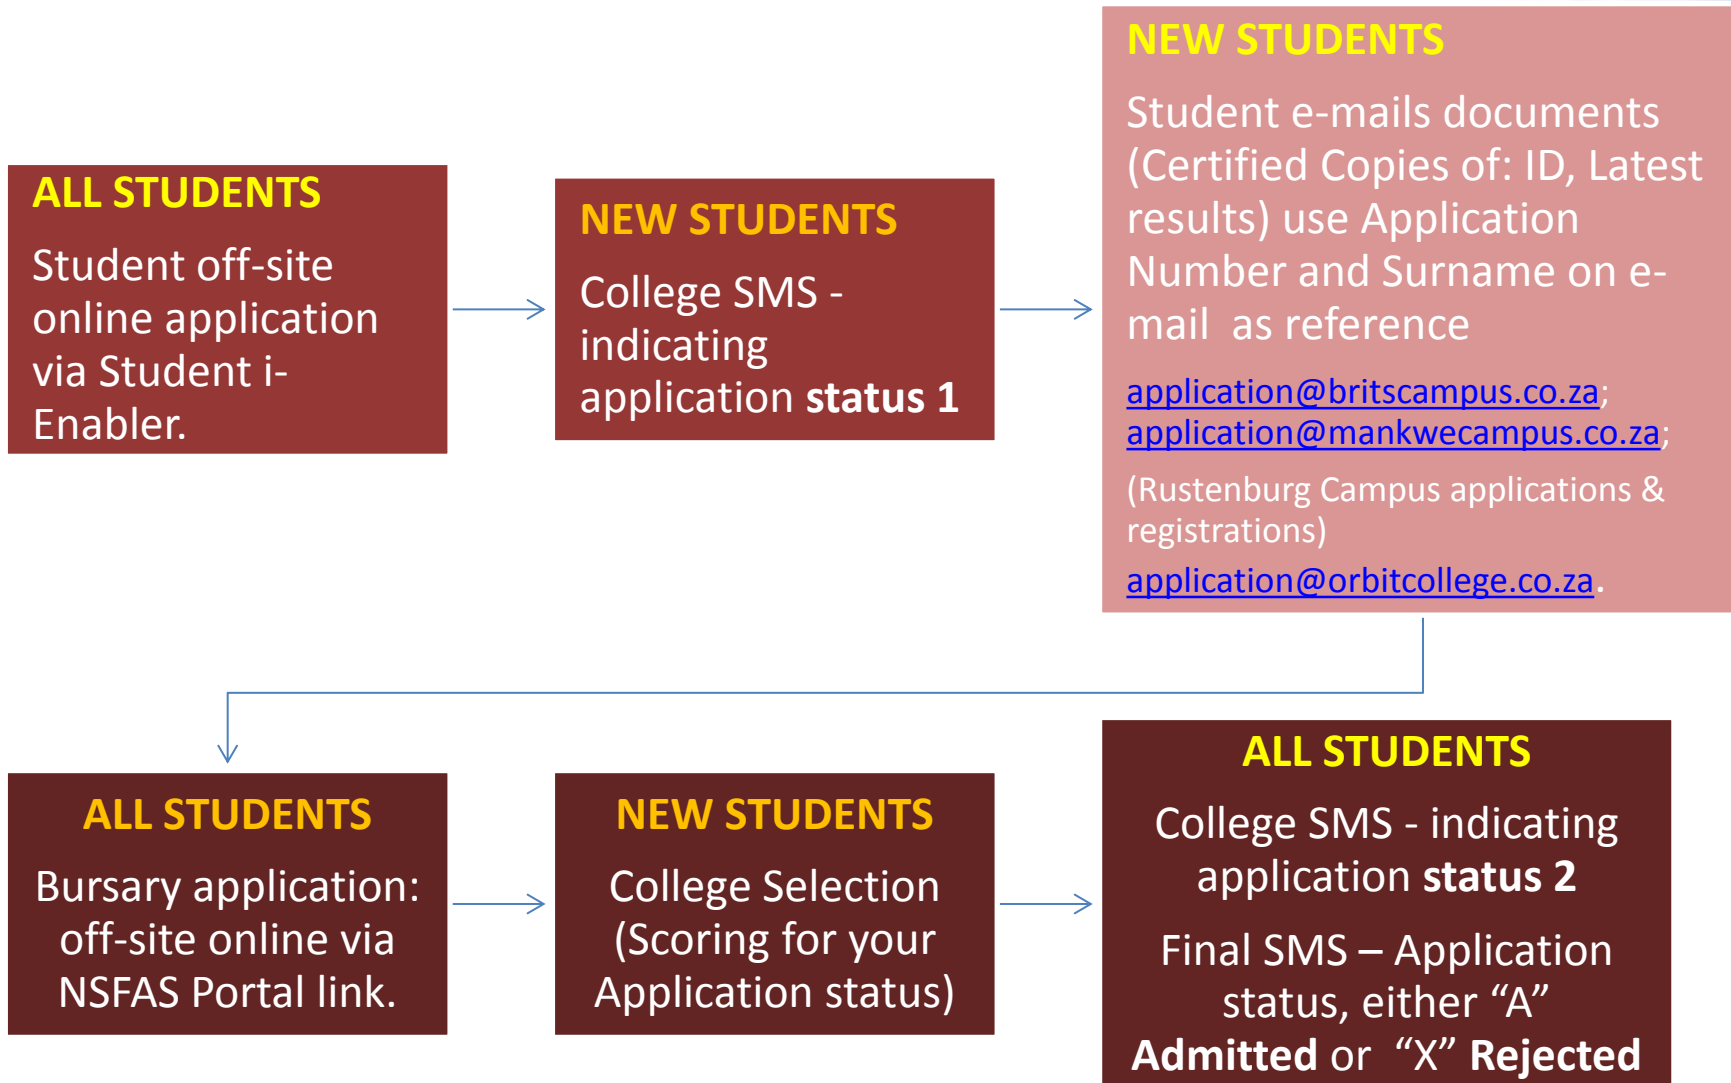 ALL STUDENTS
Student off-site
online application
via Student i-
Enabler.
NEW STUDENTS
College SMS -
indicating
application status 1
NEW STUDENTS
Student e-mails documents
(Certified Copies of: ID, Latest
results) use Application
Number and Surname on e-
mail as reference
application@britscampus.co.za;
application@mankwecampus.co.za;
(Rustenburg Campus applications &
registrations)
application@orbitcollege.co.za.
ALL STUDENTS
Bursary application:
off-site online via
NSFAS Portal link.
NEW STUDENTS
College Selection
(Scoring for your
Application status)
ALL STUDENTS
College SMS - indicating
application status 2
Final SMS – Application
status, either “A”
Admitted or “X” Rejected